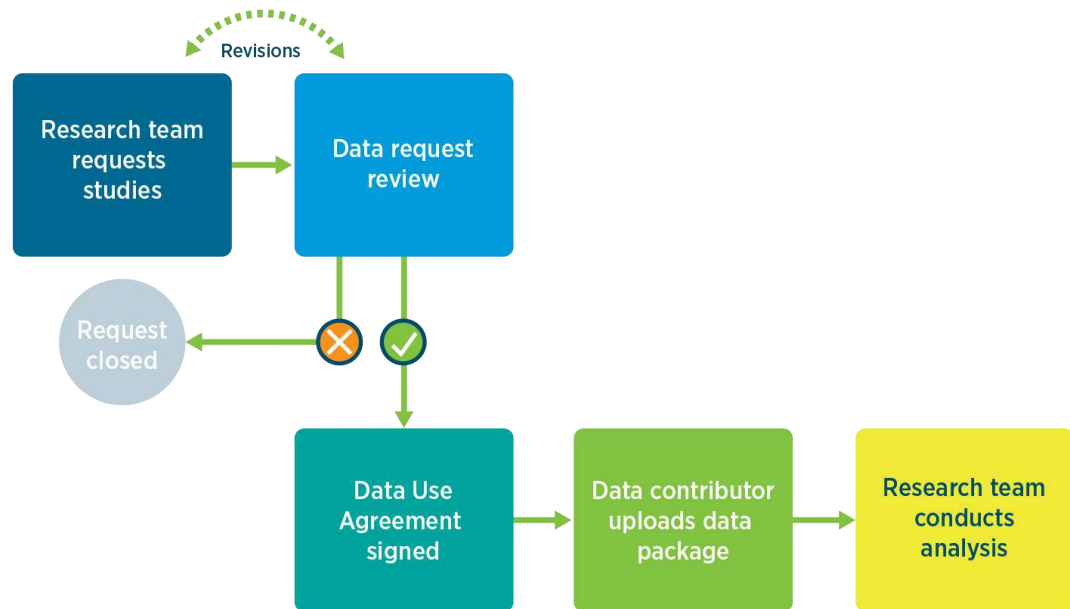 Revisions
Research team
requests
studies
Data request
review
Request
closed
Data Use
Agreement
signed
Data contributor
uploads data
package
Research team
conducts
analysis